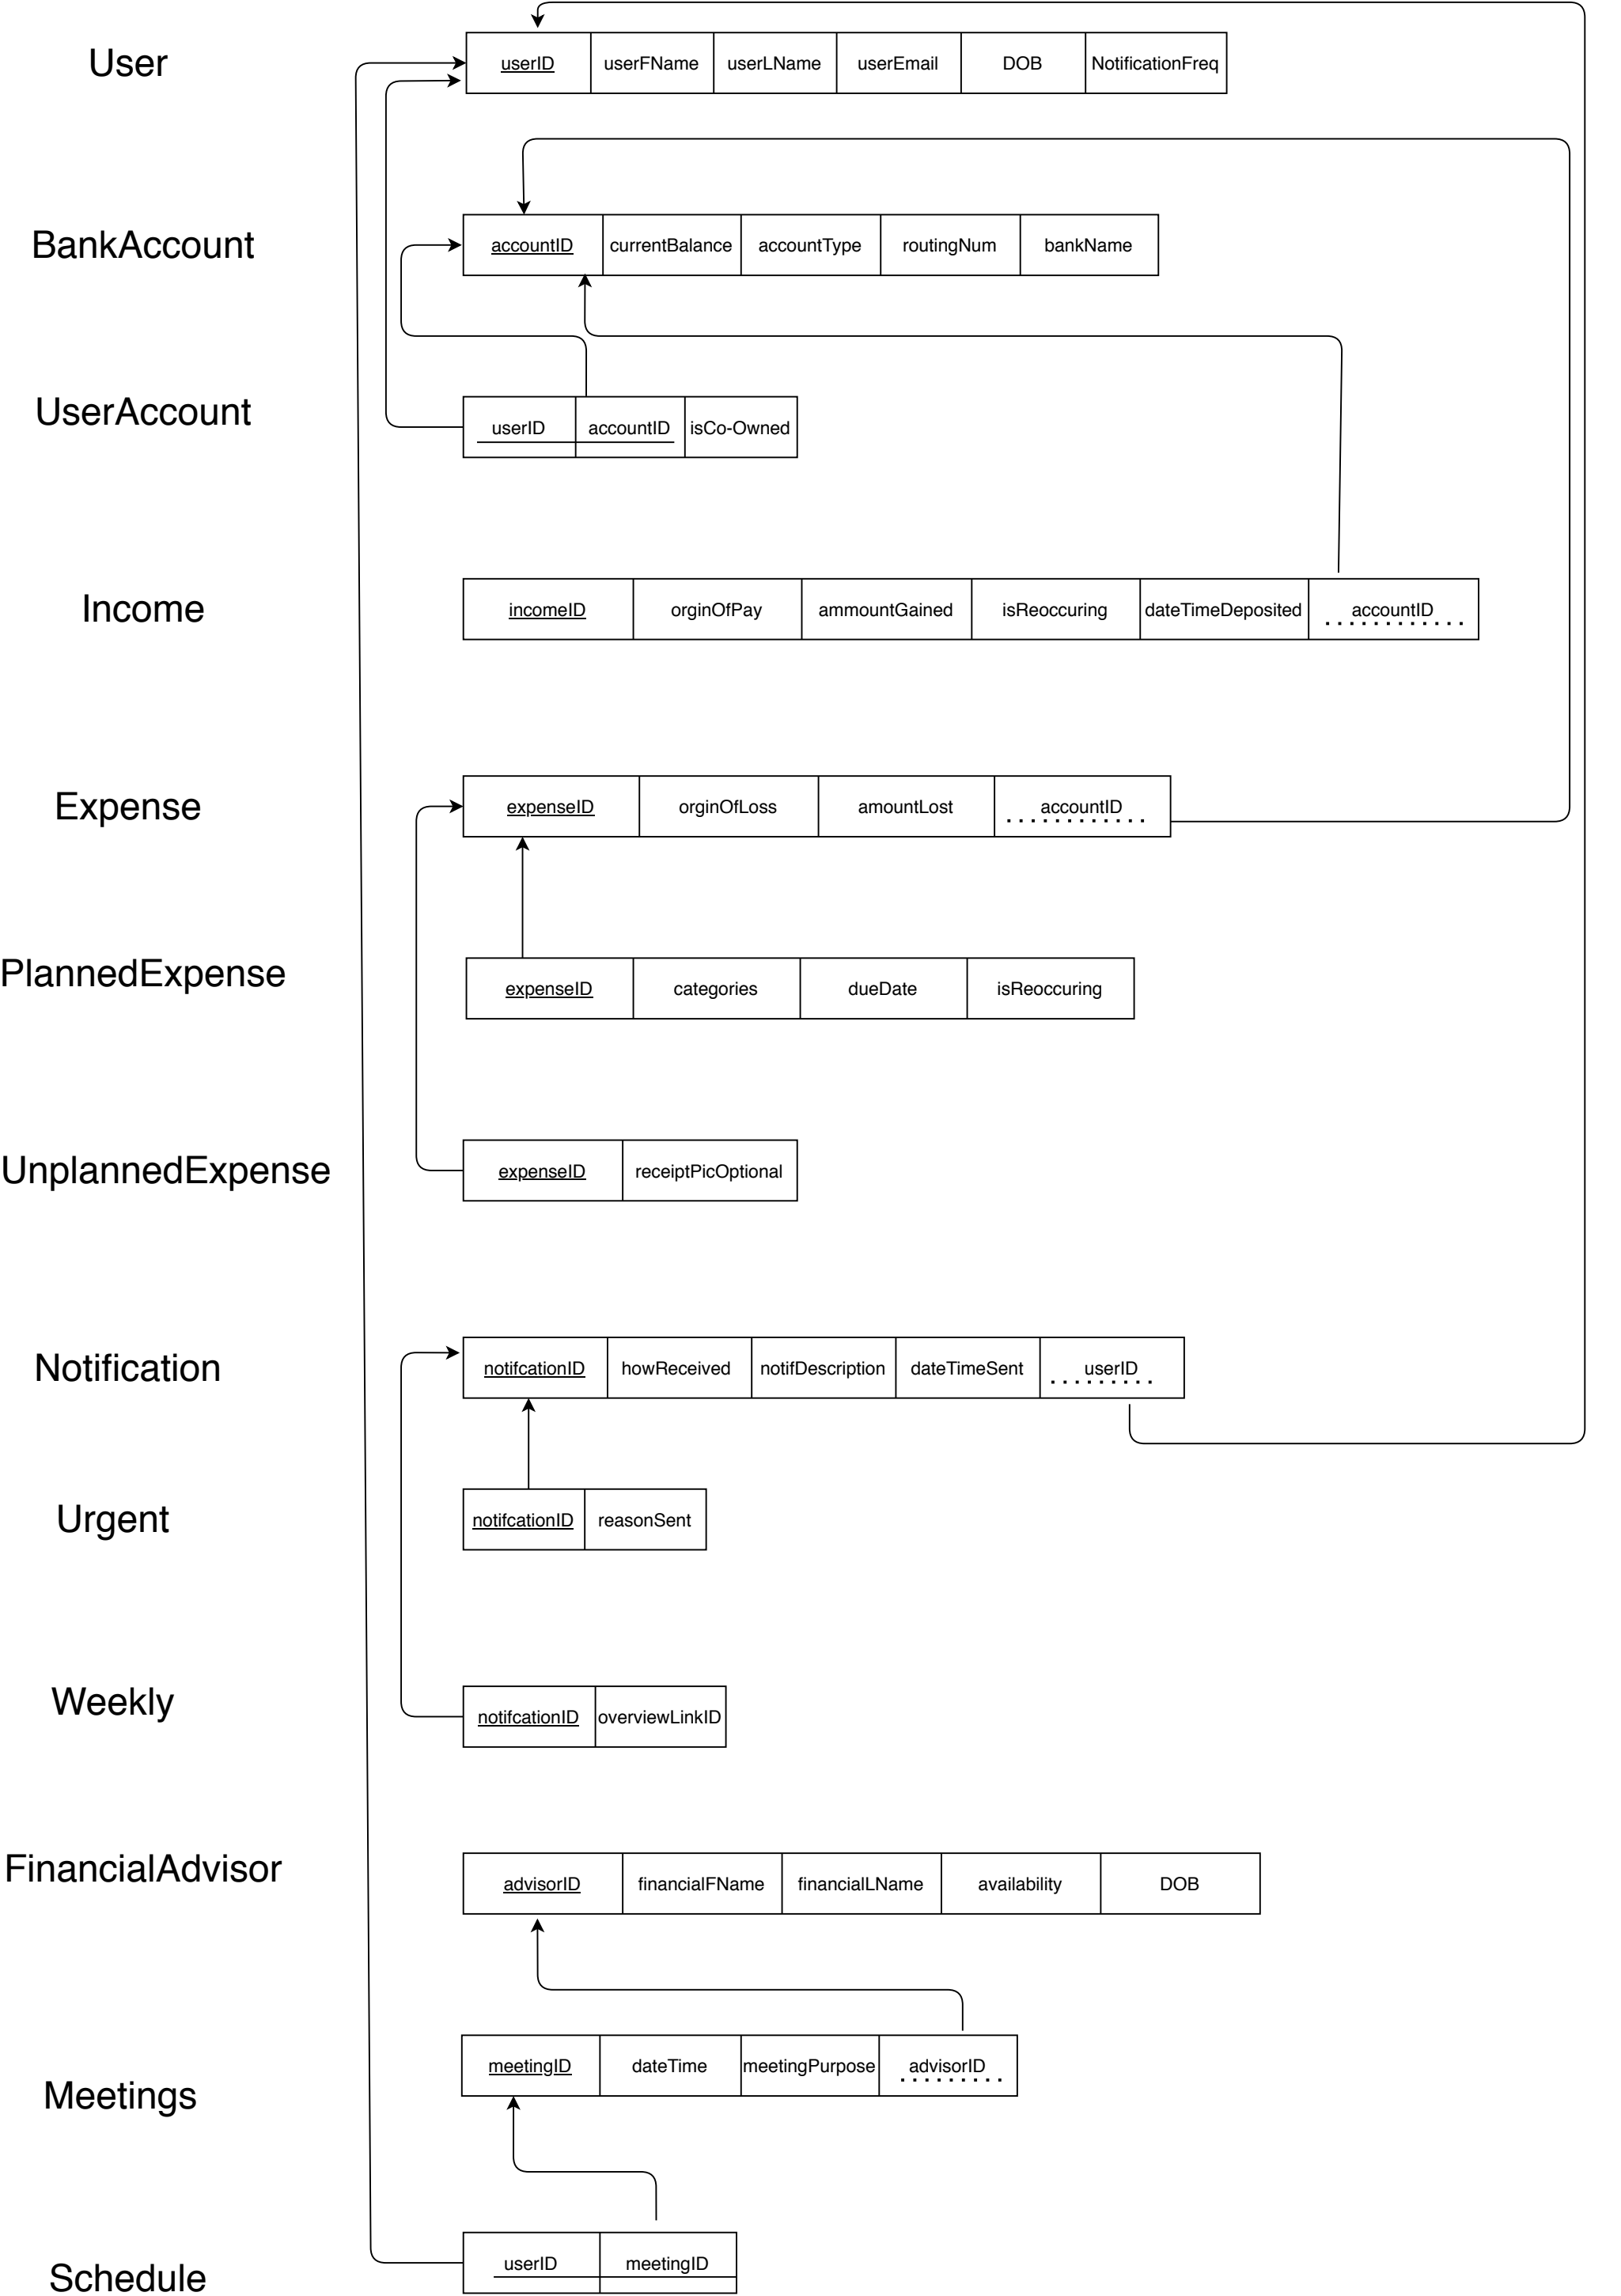 User
userID userFName userLName userEmail DOB NotificationFreq
BankAccount
accountID currentBalance accountType routingNum bankName
UserAccount
userID accountID isCo-Owned
Income
incomeID orginOfPay ammountGained isReoccuring dateTimeDeposited accountID
Expense
expenseID orginOfLoss amountLost accountID
PlannedExpense
expenseID categories dueDate isReoccuring
UnplannedExpense
expenseID receiptPicOptional
Notification
notifcationID howReceived notifDescription dateTimeSent userID
Urgent
notifcationID reasonSent
Weekly
notifcationID overviewLinkID
FinancialAdvisor
advisorID financialFName financialLName availability DOB
Meetings
meetingID dateTime meetingPurpose advisorID
Schedule
userID meetingID